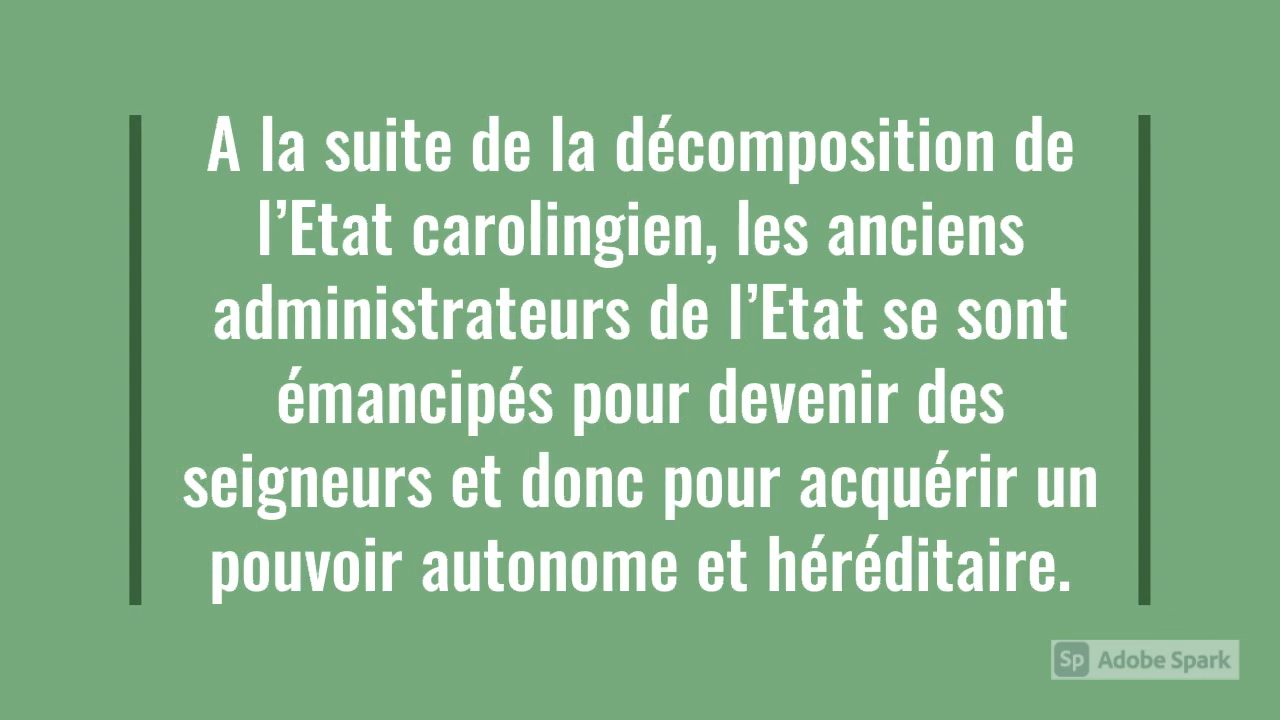 A la suite de la décomposition de
l’Etat carolingien, les anciens
administrateurs de l’Etat se sont
émancipés pour devenir des
seigneurs et donc pour acquérir un
pouvoir autonome et héréditaire.
Sp Adobe Spark